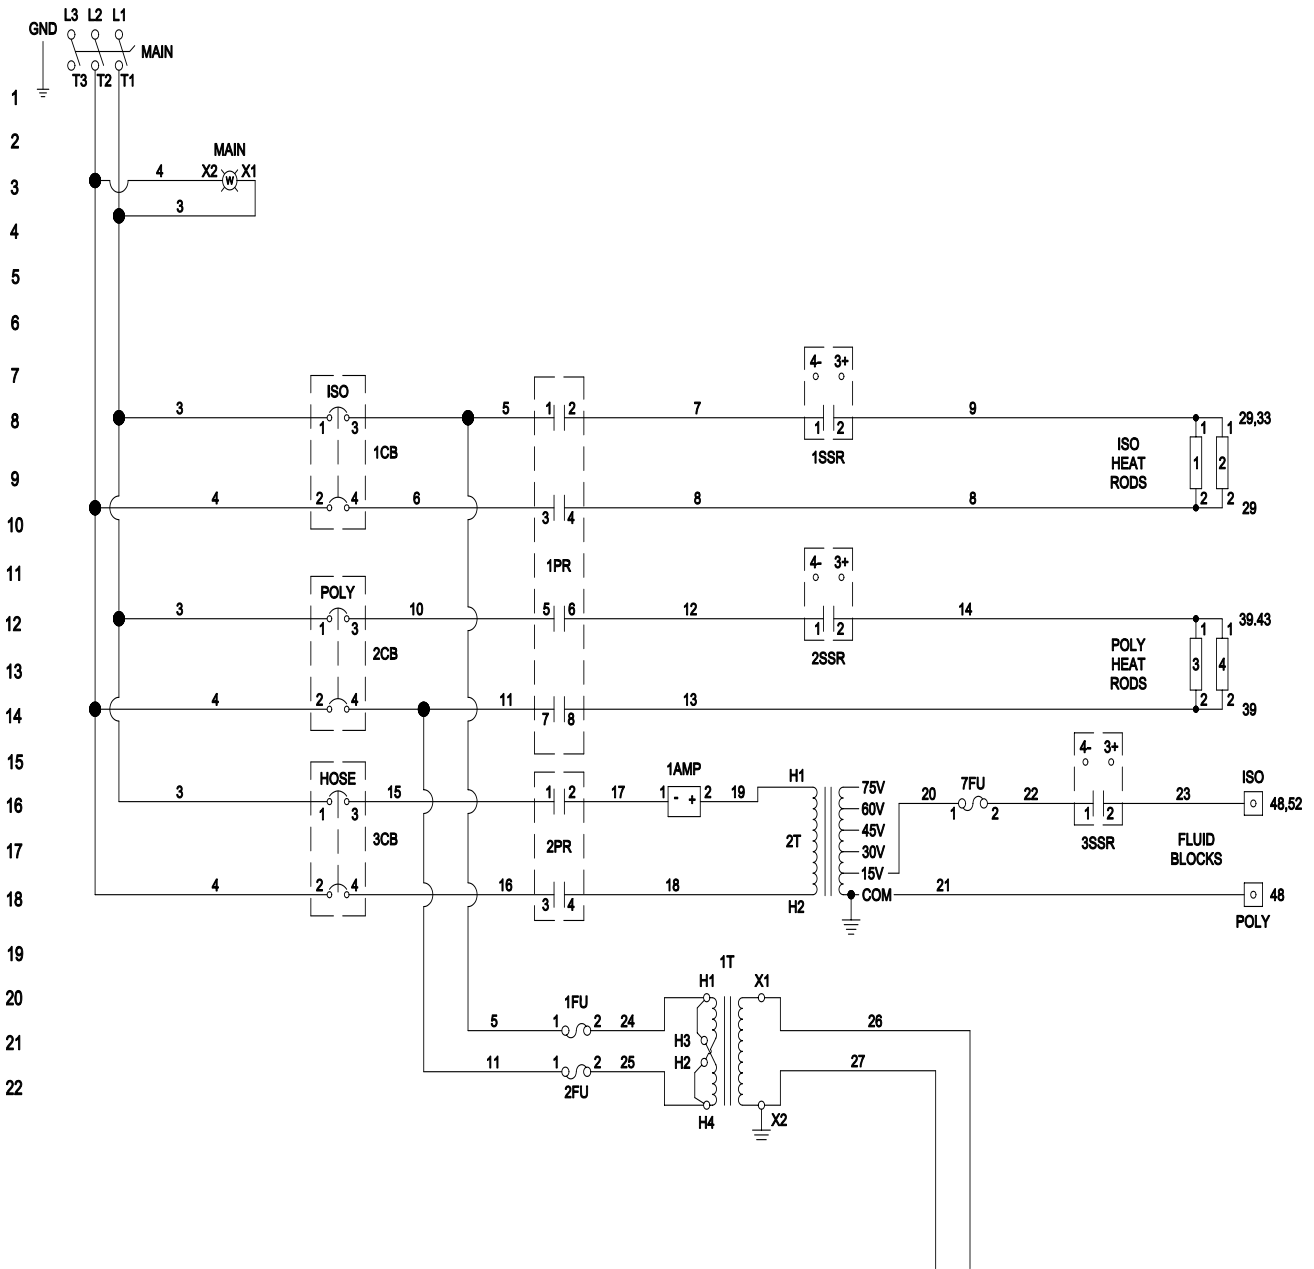 L3 L2 L1
GND
MAIN
T3 T2 T1
1
2
MAIN
4 X2 W X1
3
3
4
5
6
7
4- 3+
ISO
3 1 3 5 1 2 7 1 2 9 1 1 29,33
8
1CB
1SSR
ISO
HEAT
RODS
1 2
9
4 2 4 6 3 4 8 8 2 2 29
10
11
1PR
4- 3+
POLY
3 1 3 10 5 6 12 1 2 14 1 1 39.43
12
2CB
2SSR
POLY
HEAT
RODS
3 4
13
4 2 4 11 7 8 13 2 2 39
14
15
4- 3+
HOSE
1AMP
H1
75V
7FU
ISO
3 1 3 15 1 2 17 1 - + 2 19 20 1 2 22 1 2 23 48,52
16
60V
45V
3CB
2PR
2T
30V
3SSR
FLUID
BLOCKS
17
15V
4 2 4 16 3 4 18 COM 21 48
18
H2
POLY
19
1T
H1 X1
20
1FU
5 1 2 24 26
21
H3
H2
11 1 2 25 27
22
2FU
H4 X2